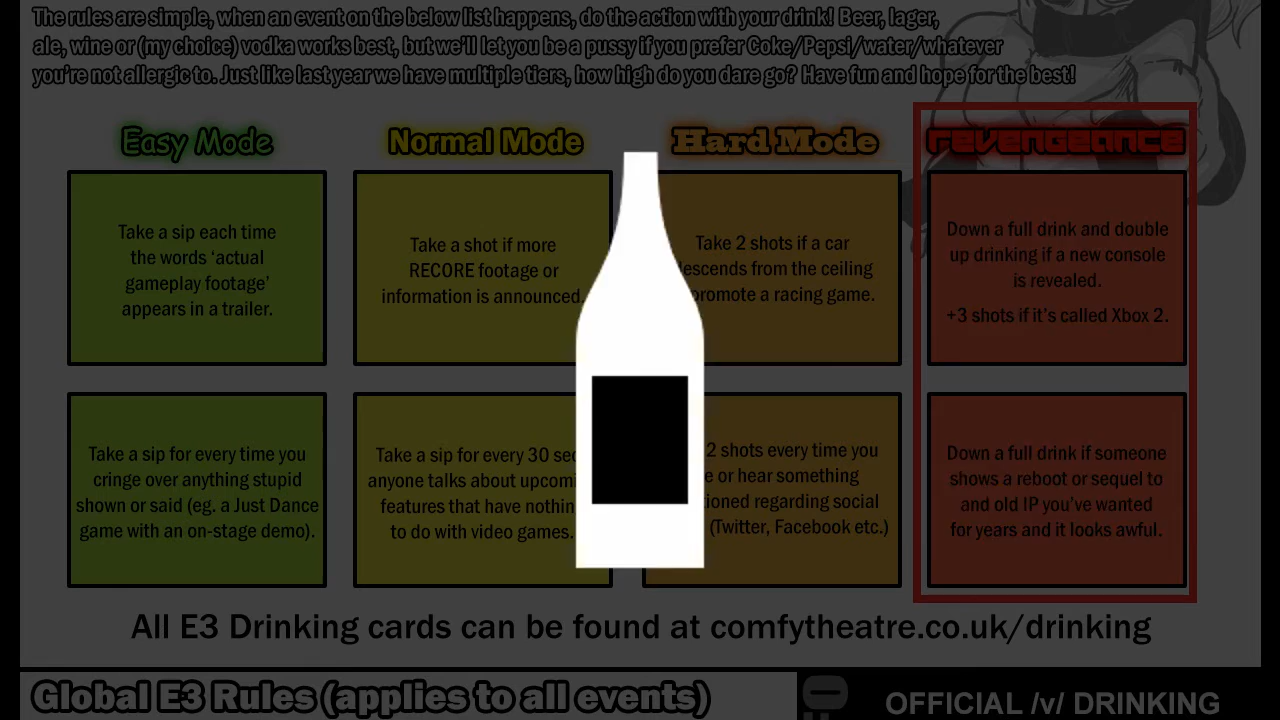 The rules are simple, when an event on the below list happens, do the action with your drink! Beer, lager,
ale, wine or (my choice) vodka works best, but we'll let you be a pussy if you prefer Coke/Pepsi/water/whatever
you're not allergic to. Just like last year we have multiple tiers, how high do you dare go? Have fun and hope for the best!
Easy Mode
Normal Mode
Hard Mode
REVENGEANCE
Take a sip each time
the words 'actual
gameplay footage'
appears in a trailer.
Take a shot if more
RECORE footage or
information is announced.
Take 2 shots if a car
descends from the ceiling
promote a racing game.
Down a full drink and double
up drinking if a new console
is revealed.
+3 shots if it's called Xbox 2.
Take a sip for every time you
cringe over anything stupid
shown or said (eg. a Just Dance
game with an on-stage demo).
Take a sip for every 30 sec
anyone talks about upcomi
features that have nothin
to do with video games.
2 shots every time you
e or hear something
tioned regarding social
(Twitter, Facebook etc.)
Down a full drink if someone
shows a reboot or sequel to
and old IP you've wanted
for years and it looks awful.
All E3 Drinking cards can be found at comfytheatre.co.uk/drinking
Global E3 Rules (applies to all events)
OFFICIAL /v/ DRINKING